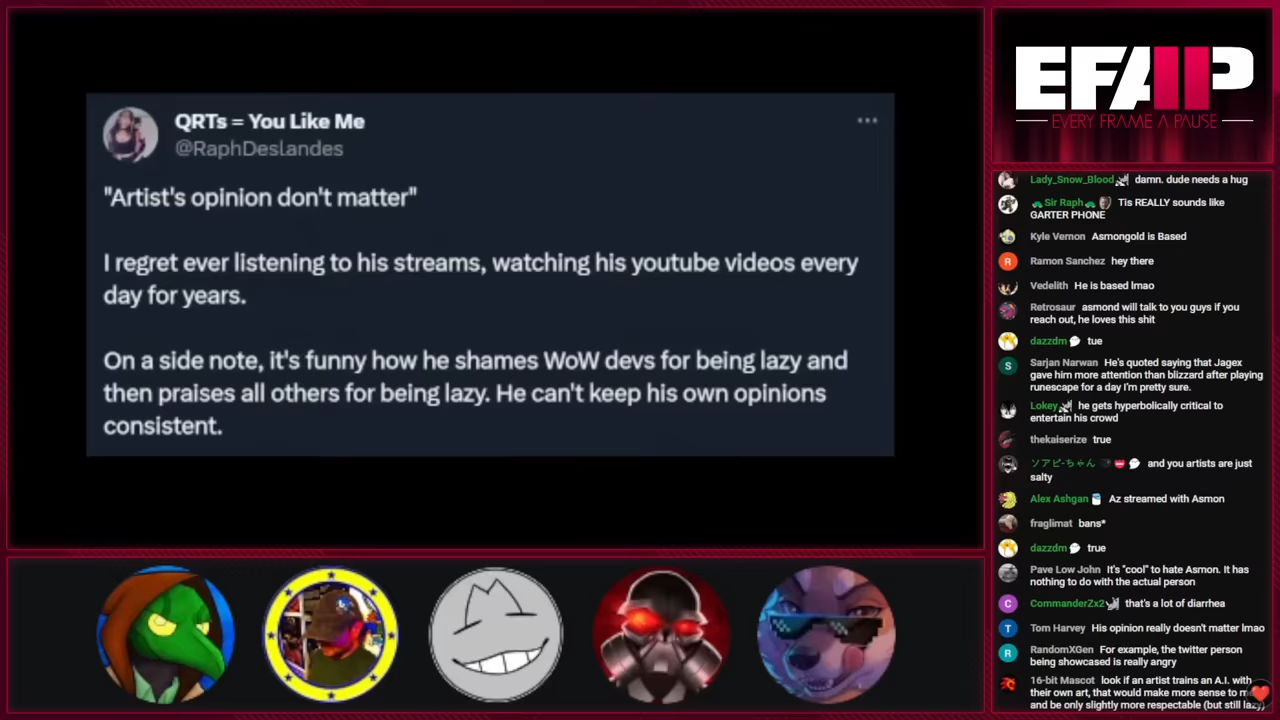 QRTs = You Like Me
@RaphDeslandes
"Artist's opinion don't matter"
I regret ever listening to his streams, watching his youtube videos every
day for years.
On a side note, it's funny how he shames WoW devs for being lazy and
then praises all others for being lazy. He can't keep his own opinions
consistent.
EFAP
EVERY FRAME A PAUSE
Lady_Snow_Blood damn. dude needs a hug
Sir Raph Tis REALLY sounds like
GARTER PHONE
Kyle Vernon Asmongold is Based
R Ramon Sanchez hey there
Vedelith He is based lmao
Retrosaur asmond will talk to you guys if you
reach out, he loves this shit
dazzdm tue
S Sarjan Narwan He's quoted saying that Jagex
gave him more attention than blizzard after playing
runescape for a day I'm pretty sure.
Lokey he gets hyperbolically critical to
entertain his crowd
thekaiserize true
ソアピ-ちゃん and you artists are just
salty
Alex Ashgan Az streamed with Asmon
fraglimat bans*
dazzdm true
Pave Low John It's "cool" to hate Asmon. It has
nothing to do with the actual person
C CommanderZx2 that's a lot of diarrhea
T Tom Harvey His opinion really doesn't matter lmao
R RandomXGen For example, the twitter person
being showcased is really angry
16-bit Mascot look if an artist trains an A.I. with
their own art, that would make more sense to
and be only slightly more respectable (but still lazy)